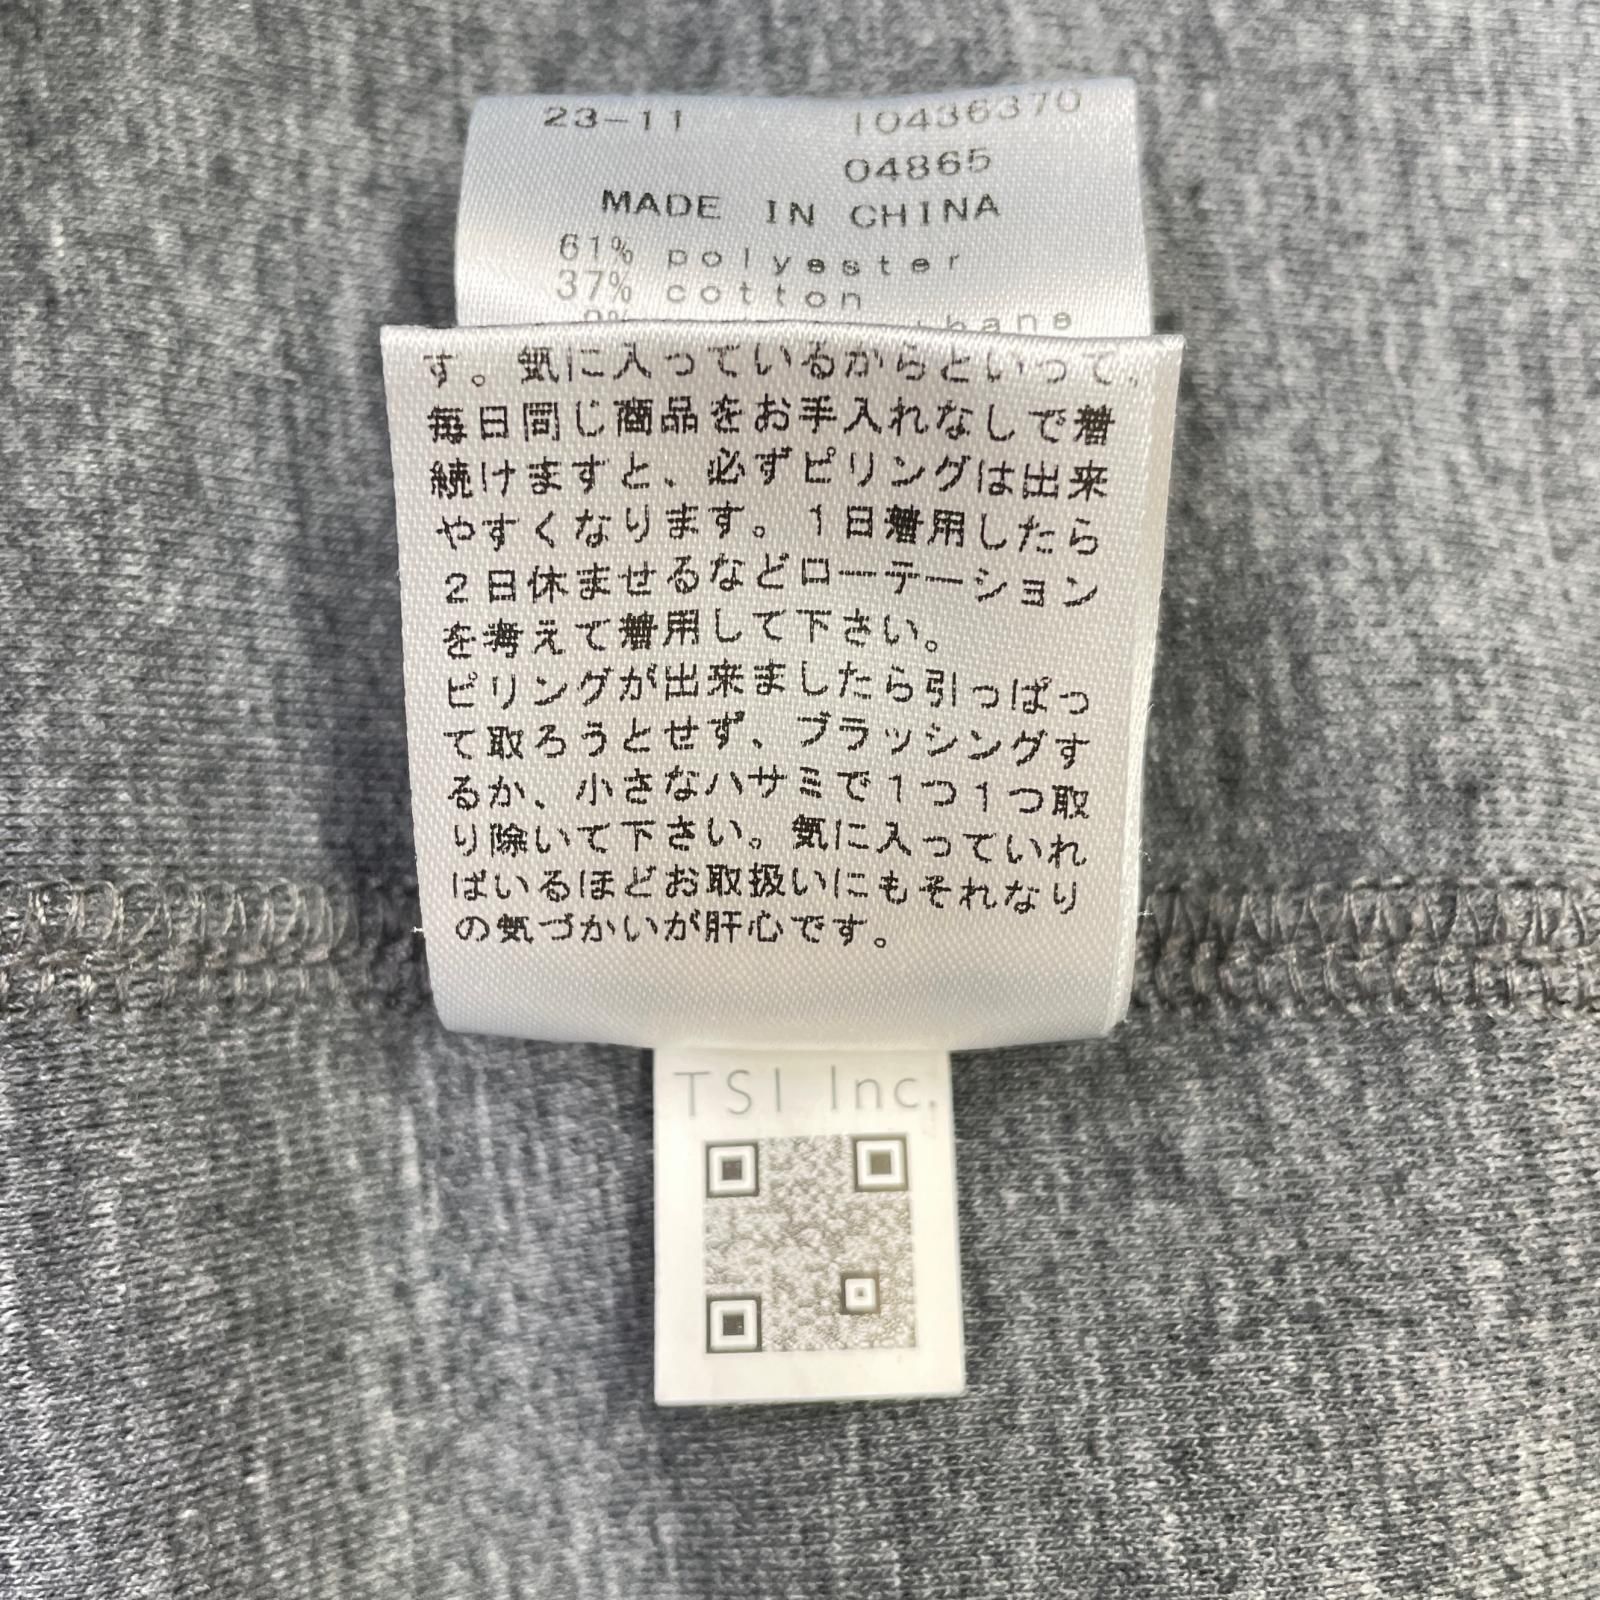 23-11 10436370
04865
MADE IN CHINA
61% polyester
37% cotton
す。気に入っているからといって、
毎日同じ商品をお手入れなしで着
続けますと、必ずピリングは出来
やすくなります。1日着用したら
2日休ませるなどローテーション
を考えて着用して下さい。
ピリングが出来ましたら引っぱっ
て取ろうとせず、ブラッシングす
るか、小さなハサミで1つ1つ取
り除いて下さい。気に入っていれ
ばいるほどお取扱いにもそれなり
の気づかいが肝心です。
TSI Inc.